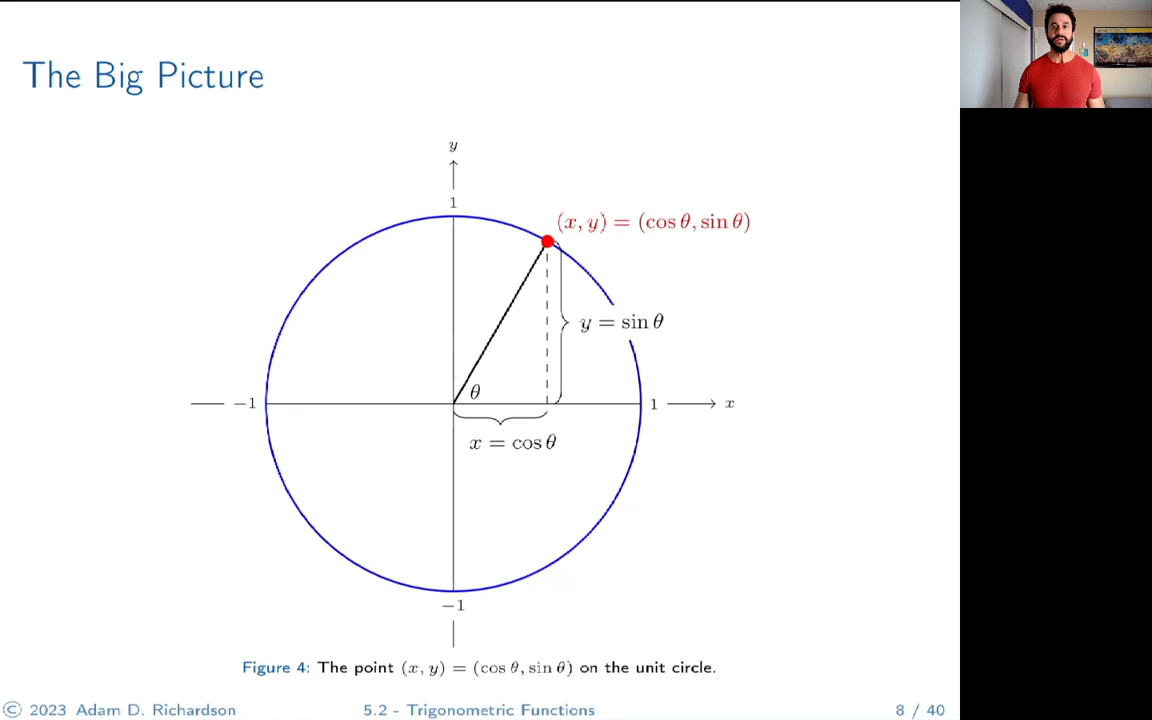 The Big Picture
y
1
(x, y) = (cos θ, sin θ)
y = sin θ
θ
−1
1
x
x = cos θ
−1
Figure 4: The point (x, y) = (cos θ, sin θ) on the unit circle.
© 2023 Adam D. Richardson
5.2 - Trigonometric Functions
8 / 40